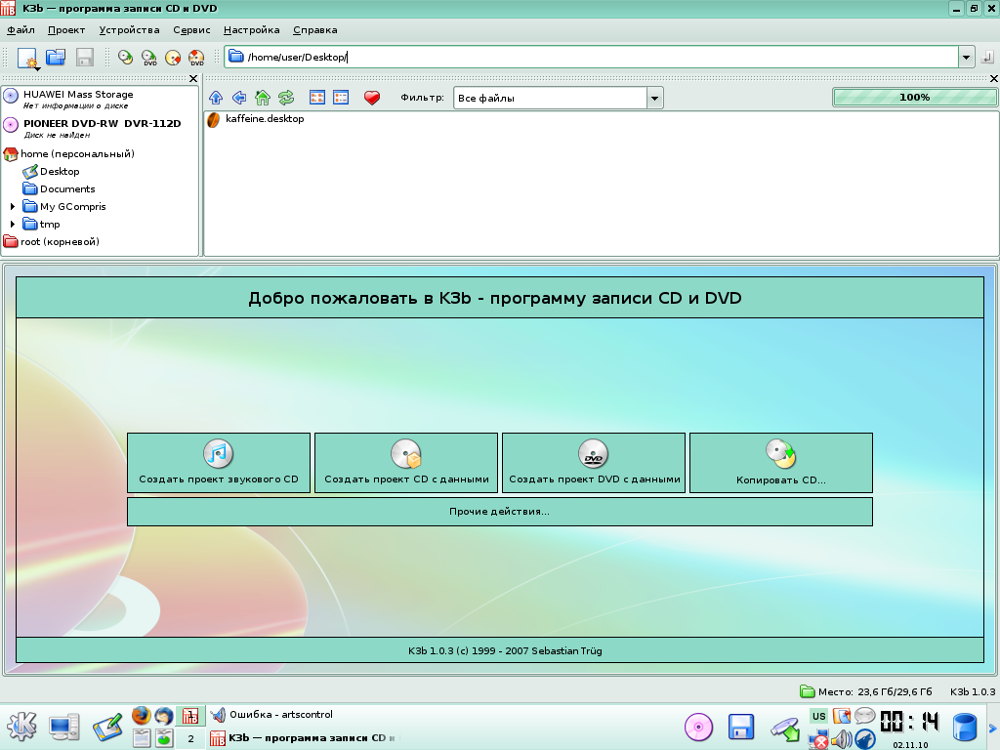 K3b — программа записи CD и DVD
Файл Проект Устройства Сервис Настройка Справка
DVD DVD
/home/user/Desktop/
HUAWEI Mass Storage
Нет информации о диске
PIONEER DVD-RW DVR-112D
Диск не найден
home (персональный)
Desktop
Documents
My GCompris
tmp
root (корневой)
Фильтр: Все файлы
100%
kaffeine.desktop
Добро пожаловать в K3b - программу записи CD и DVD
DVD
Создать проект звукового CD
Создать проект CD с данными
Создать проект DVD с данными
Копировать CD...
Прочие действия...
K3b 1.0.3 (c) 1999 - 2007 Sebastian Trüg
Место: 23,6 Гб/29,6 Гб K3b 1.0.3
2
Ошибка - artscontrol
K3b — программа записи CD и
US
00:14
02.11.10